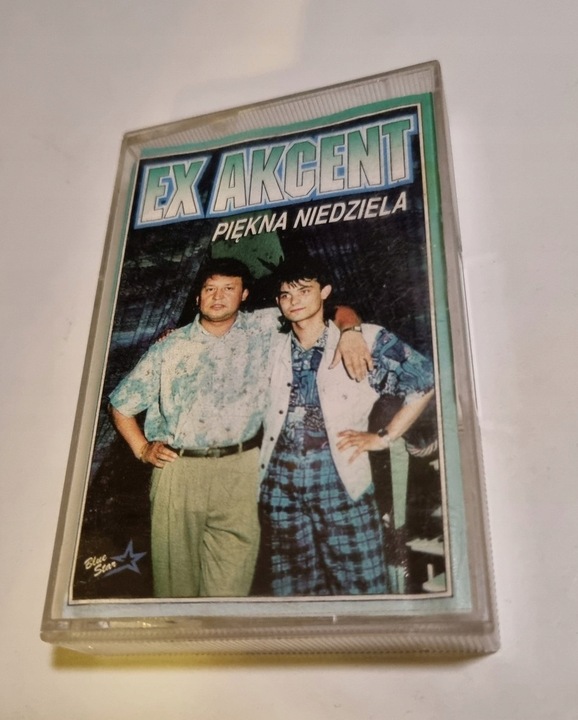 EX AKCENT
PIĘKNA NIEDZIELA
Blue
Star